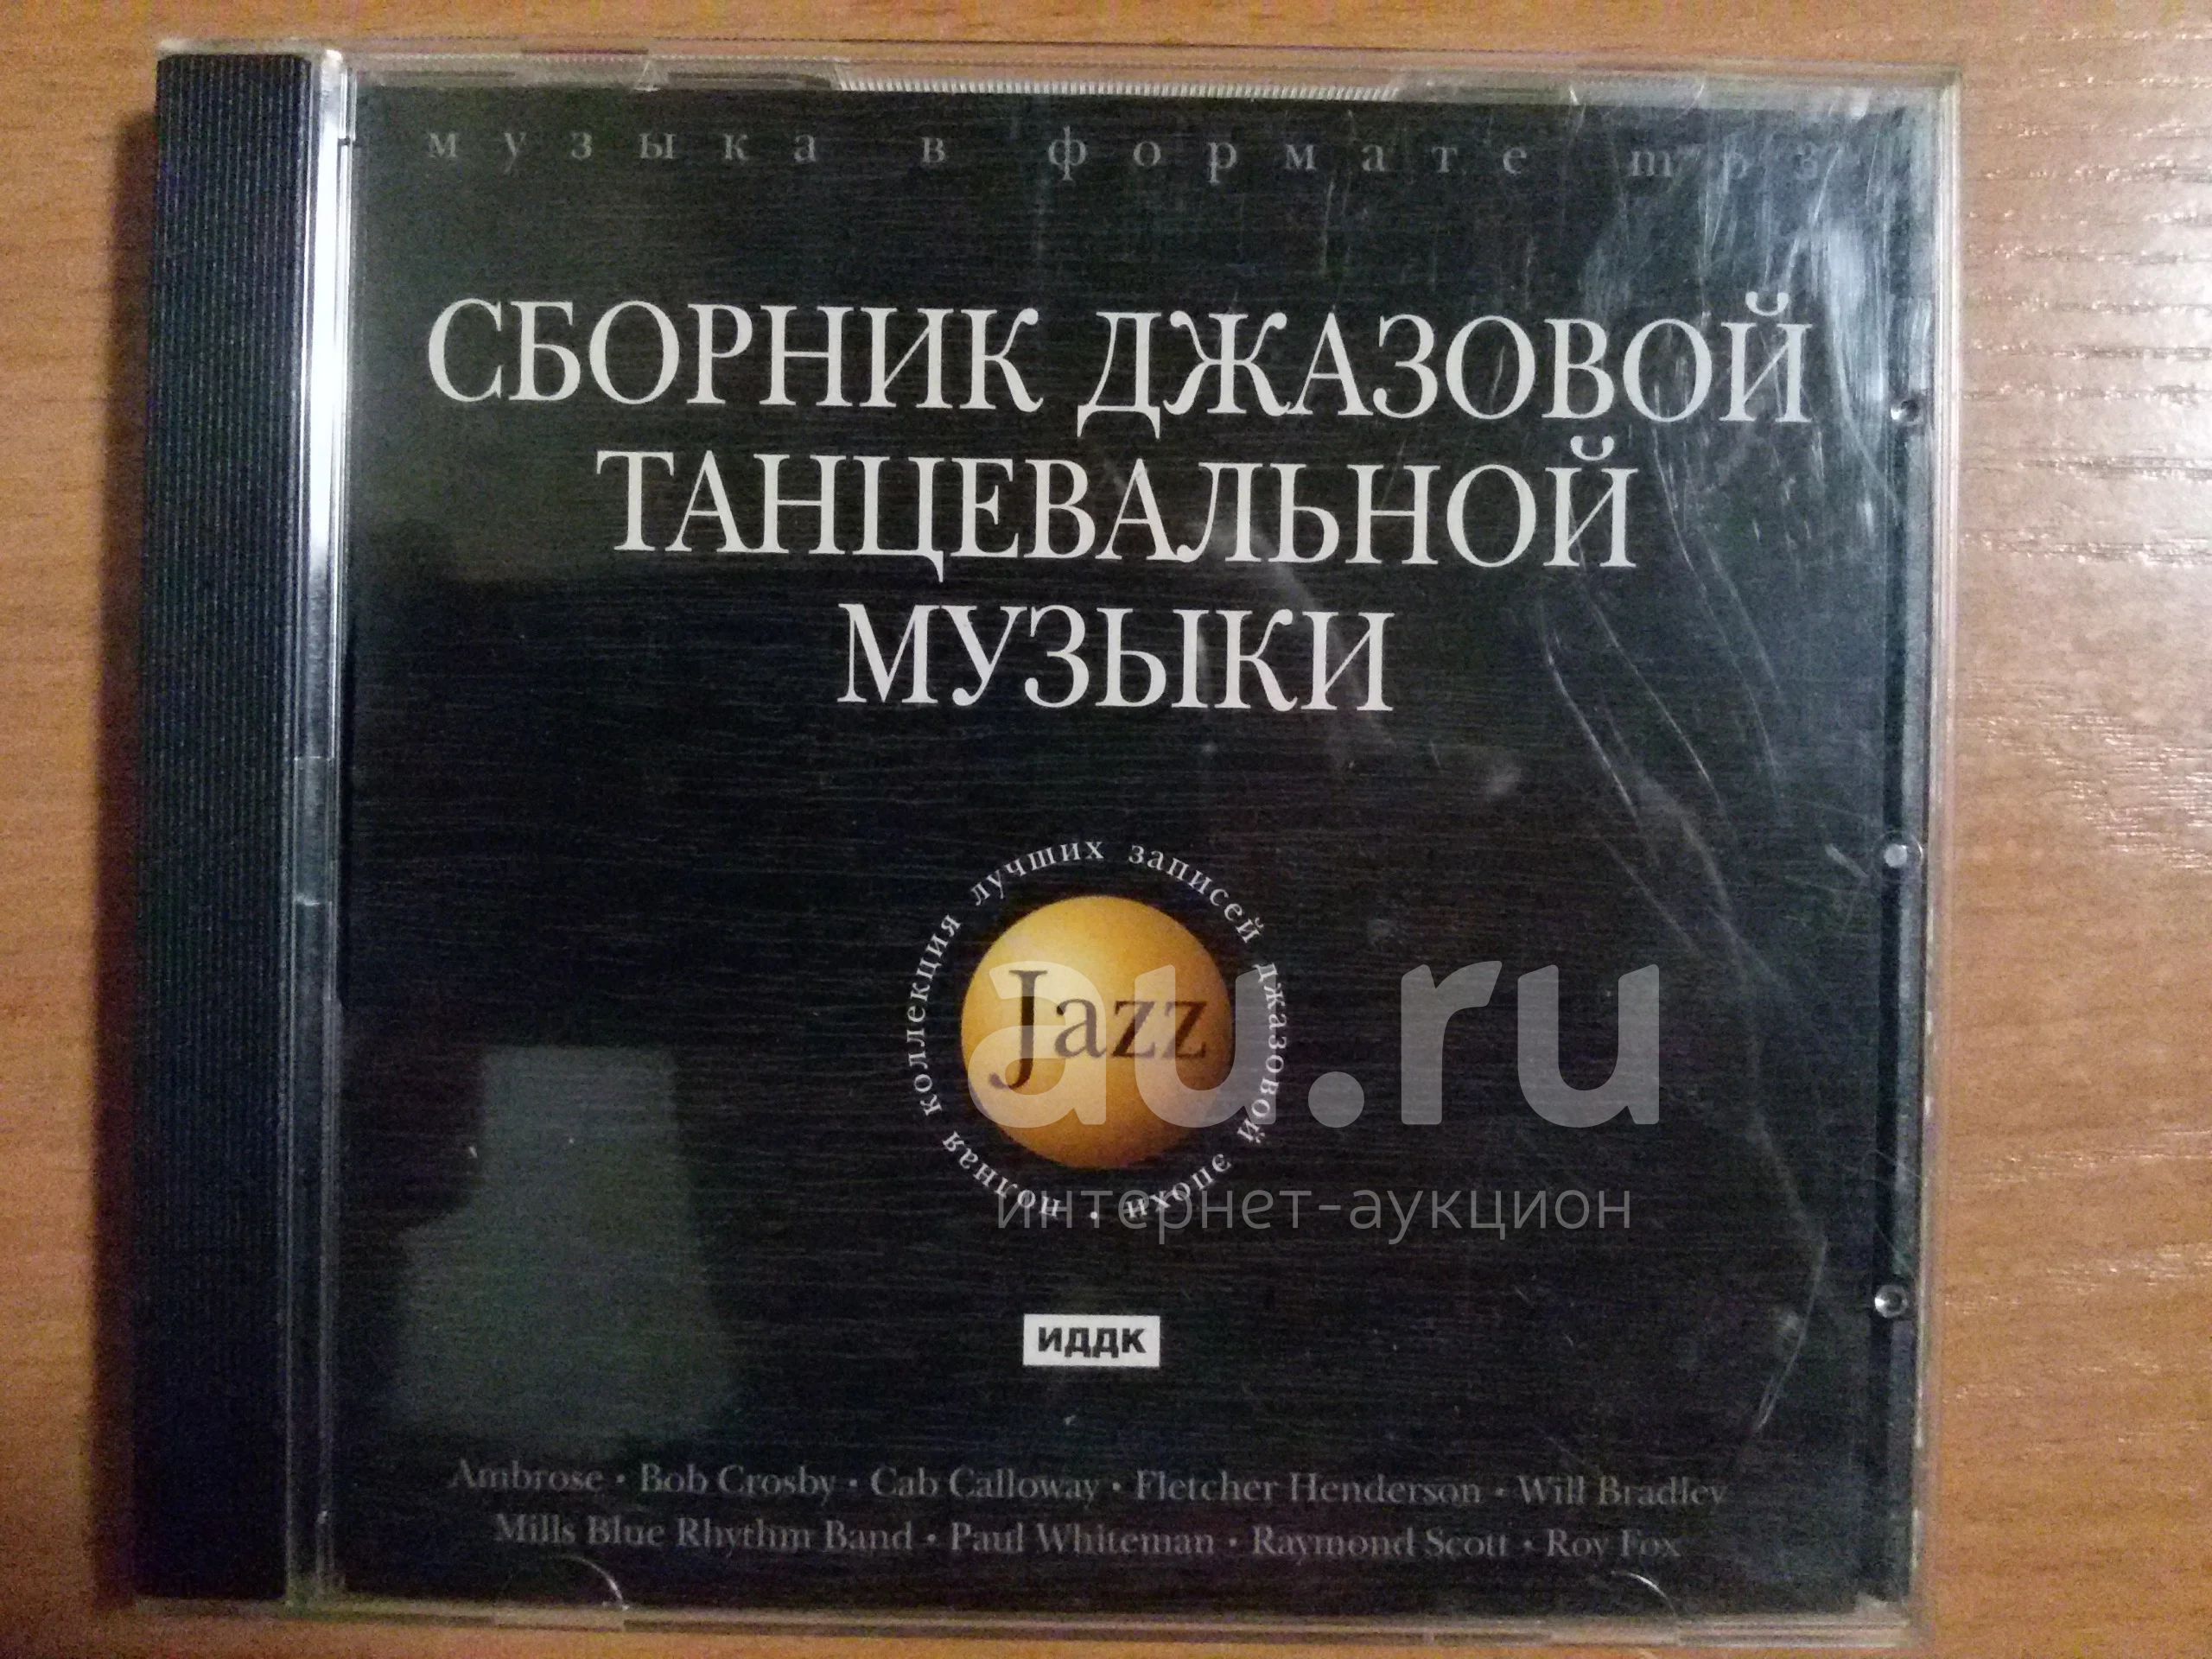 музыка в формате mp3
СБОРНИК ДЖАЗОВОЙ
ТАНЦЕВАЛЬНОЙ
МУЗЫКИ
полная коллекция лучших записей джазовой эпохи •
Jazz
au.ru
интернет-аукцион
ИДДК
Ambrose • Bob Crosby • Cab Calloway • Fletcher Henderson • Will Bradley
Mills Blue Rhythm Band • Paul Whiteman • Raymond Scott • Roy Fox